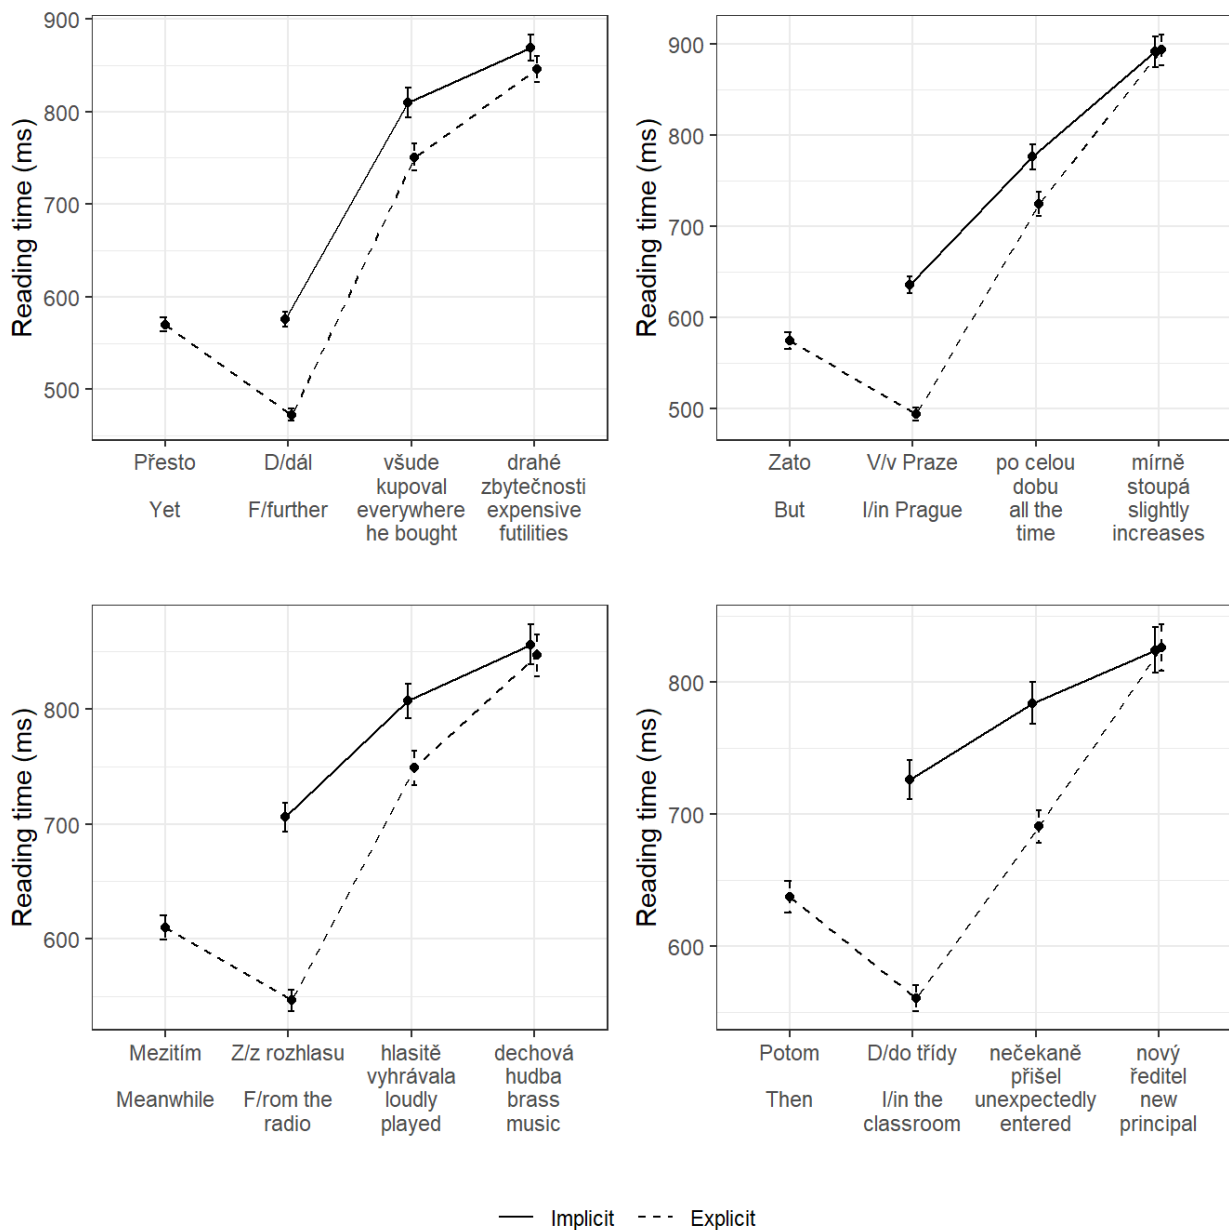 900
800
700
600
500
Reading time (ms)
Přesto
Yet
D/dál
F/further
všude
kupoval
everywhere
he bought
drahé
zbytečnosti
expensive
futilities
900
800
700
600
500
Reading time (ms)
Zato
But
V/v Praze
I/in Prague
po celou
dobu
all the
time
mírně
stoupá
slightly
increases
800
700
600
Reading time (ms)
Mezitím
Meanwhile
Z/z rozhlasu
F/rom the
radio
hlasitě
vyhrávala
loudly
played
dechová
hudba
brass
music
800
700
600
Reading time (ms)
Potom
Then
D/do třídy
I/in the
classroom
nečekaně
přišel
unexpectedly
entered
nový
ředitel
new
principal
Implicit
Explicit